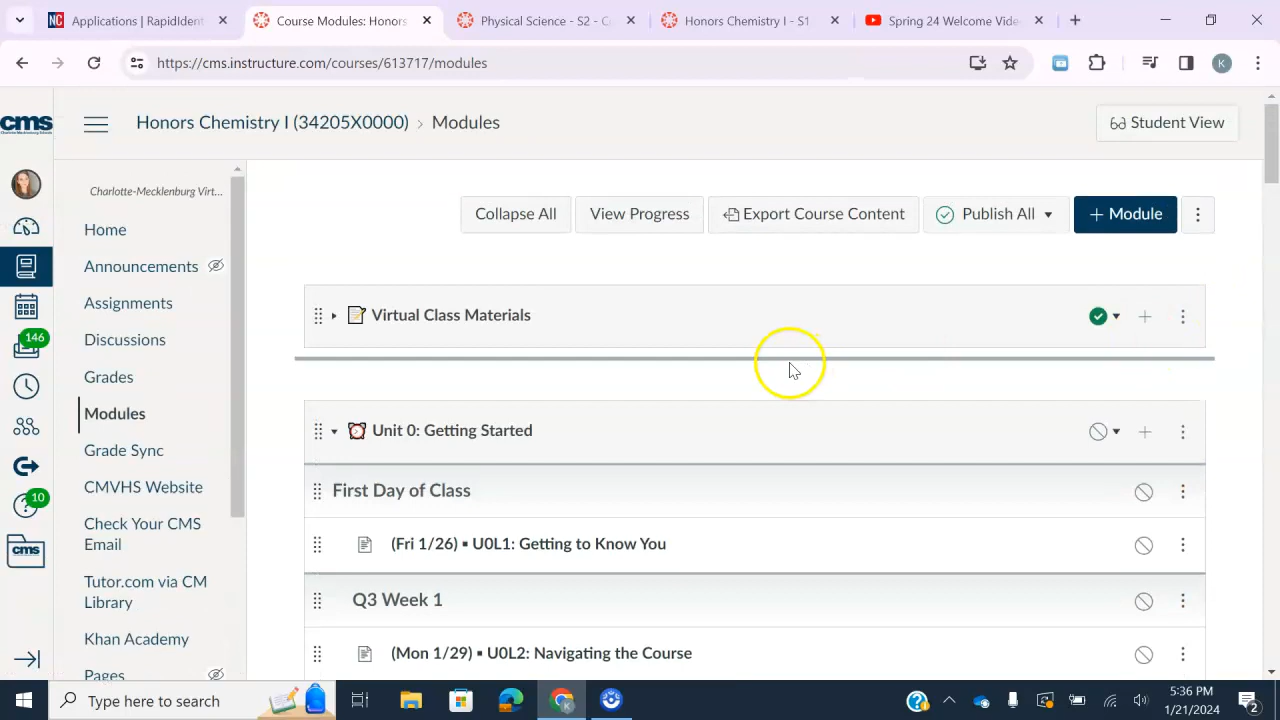 Applications | RapidIdent
Course Modules: Honors
Physical Science - S2 - C
Honors Chemistry I - S1
Spring 24 Welcome Vide
https://cms.instructure.com/courses/613717/modules
K
cms
Honors Chemistry I (34205X0000) › Modules
Student View
Charlotte-Mecklenburg Virt...
Collapse All
View Progress
Export Course Content
Publish All
+ Module
Home
Announcements
Assignments
Discussions
Grades
Modules
Grade Sync
CMVHS Website
Check Your CMS
Email
Tutor.com via CM
Library
Khan Academy
Pages
146
10
cms
Virtual Class Materials
Unit 0: Getting Started
First Day of Class
(Fri 1/26) ▪ U0L1: Getting to Know You
Q3 Week 1
(Mon 1/29) ▪ U0L2: Navigating the Course
Type here to search
K
5:36 PM
1/21/2024
2